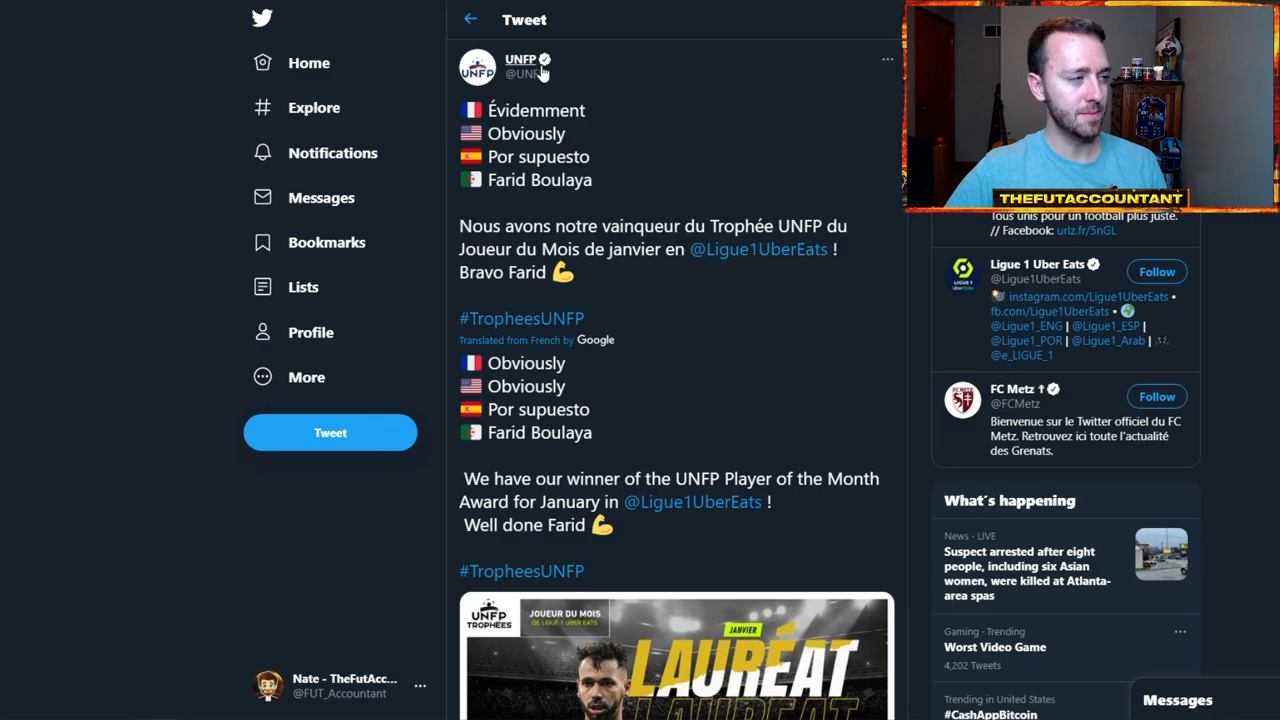 Home
Explore
Notifications
Messages
Bookmarks
Lists
Profile
More
Tweet
Nate - TheFutAcc...
@FUT_Accountant
Tweet
UNFP
UNFP
🇫🇷 Évidemment
🇺🇸 Obviously
🇪🇸 Por supuesto
🇩🇿 Farid Boulaya
Nous avons notre vainqueur du Trophée UNFP du
Joueur du Mois de janvier en @Ligue1UberEats !
Bravo Farid 💪
#TropheesUNFP
Translated from French by Google
🇫🇷 Obviously
🇺🇸 Obviously
🇪🇸 Por supuesto
🇩🇿 Farid Boulaya
We have our winner of the UNFP Player of the Month
Award for January in @Ligue1UberEats !
Well done Farid 💪
#TropheesUNFP
UNFP
TROPHÉES
JOUEUR DU MOIS
DE LIGUE 1 UBER EATS
JANVIER
LAURÉAT
LAURÉAT
THEFUTACCOUNTANT
Tous unis pour un football plus juste.
// Facebook: urlz.fr/5nGL
Ligue 1 Uber Eats
@Ligue1UberEats
Follow
instagram.com/Ligue1UberEats •
fb.com/Ligue1UberEats •
@Ligue1_ENG | @Ligue1_ESP |
@Ligue1_POR | @Ligue1_Arab |
@e_LIGUE_1
FC Metz ☨
@FCMetz
Follow
Bienvenue sur le Twitter officiel du FC
Metz. Retrouvez ici toute l'actualité
des Grenats.
What's happening
News · LIVE
Suspect arrested after eight
people, including six Asian
women, were killed at Atlanta-
area spas
Gaming · Trending
Worst Video Game
4,202 Tweets
Trending in United States
#CashAppBitcoin
Messages